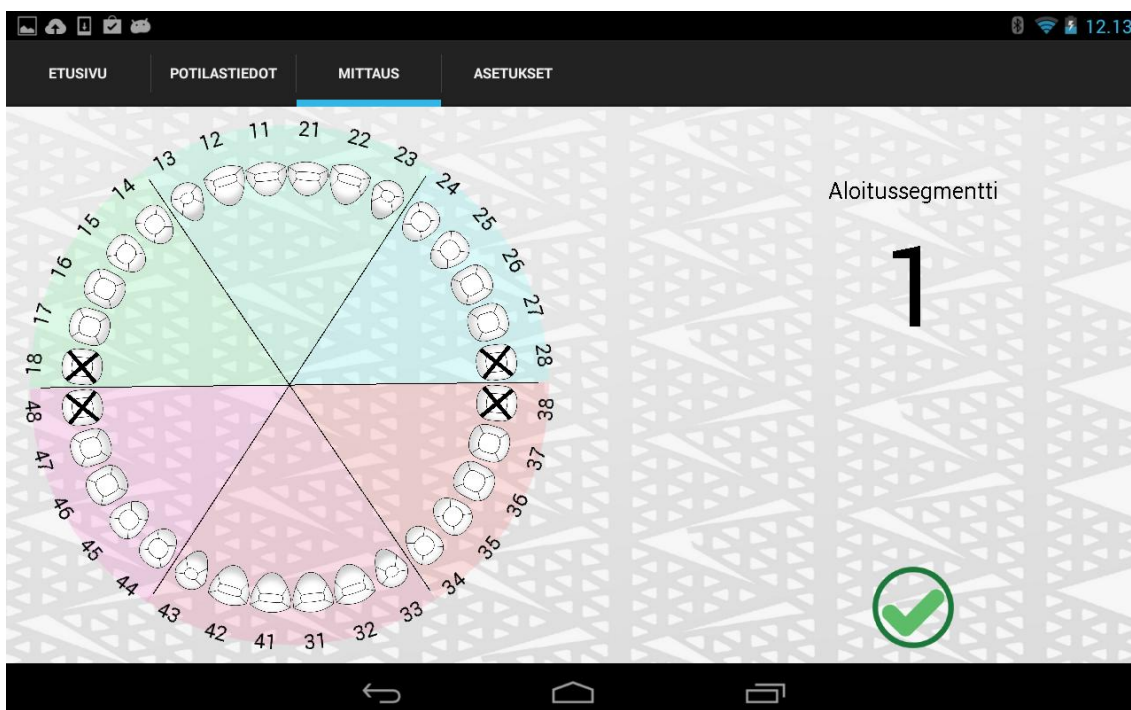 12.13
ETUSIVU POTILASTIEDOT MITTAUS ASETUKSET
18 17 16 15 14 13 12 11 21 22 23 24 25 26 27 28
48 47 46 45 44 43 42 41 31 32 33 34 35 36 37 38
Aloitussegmentti
1